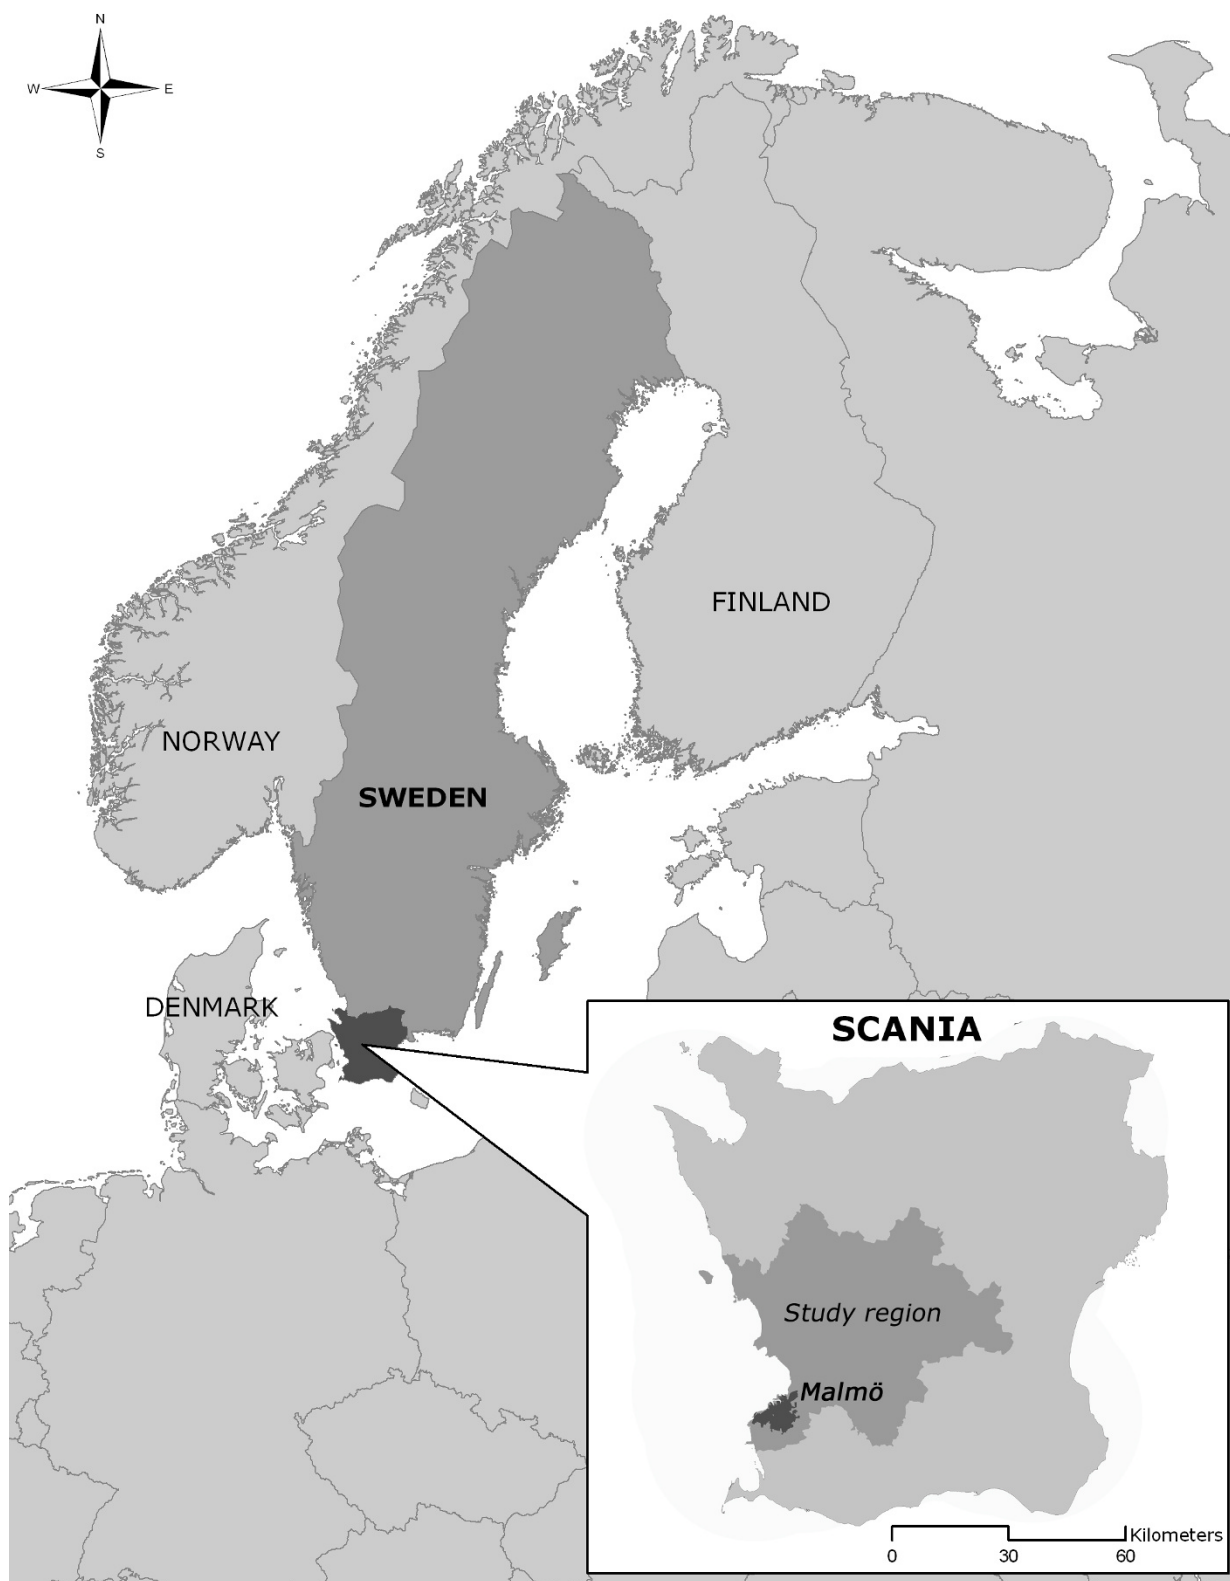 N
W E
S
FINLAND
NORWAY
SWEDEN
DENMARK
SCANIA
Study region
Malmö
Kilometers
0 30 60